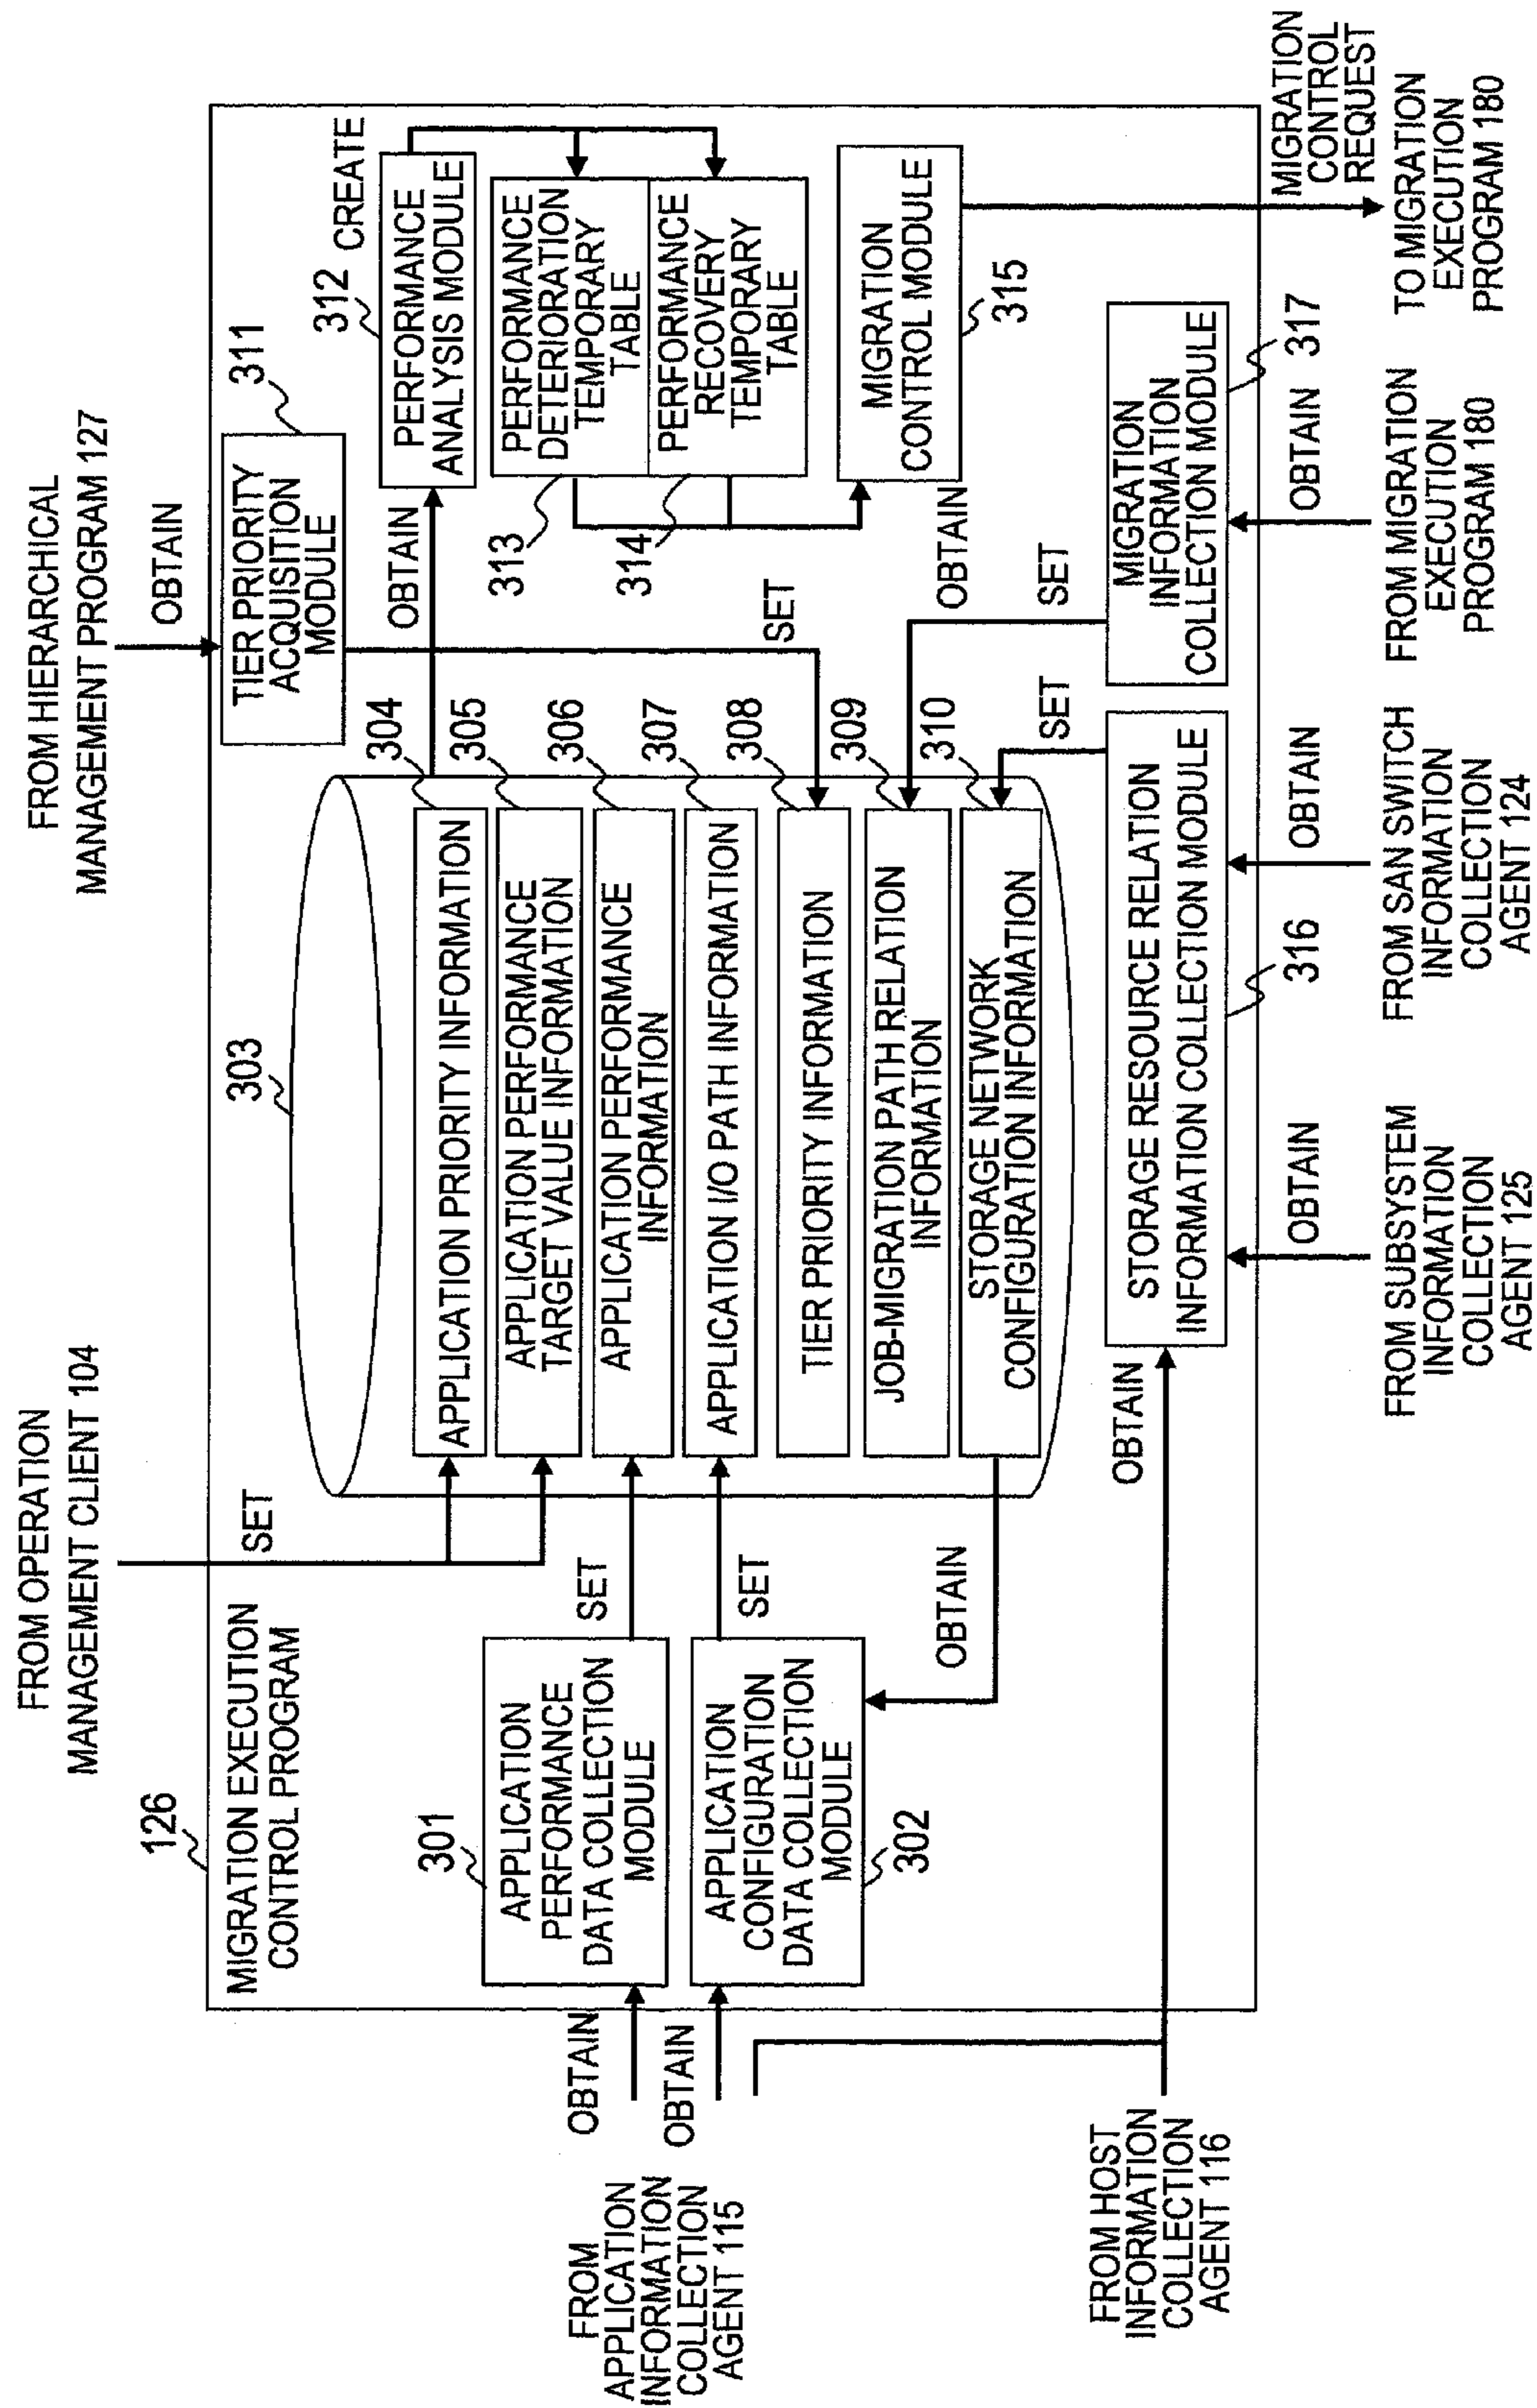 FROM OPERATION
MANAGEMENT CLIENT 104
FROM HIERARCHICAL
MANAGEMENT PROGRAM 127
126
MIGRATION EXECUTION
CONTROL PROGRAM
SET
303
OBTAIN
311
TIER PRIORITY
ACQUISITION
MODULE
312
CREATE
PERFORMANCE
ANALYSIS MODULE
OBTAIN
301
APPLICATION
PERFORMANCE
DATA COLLECTION
MODULE
SET
OBTAIN
302
APPLICATION
CONFIGURATION
DATA COLLECTION
MODULE
SET
OBTAIN
OBTAIN
FROM
APPLICATION
INFORMATION
COLLECTION
AGENT 115
304
APPLICATION PRIORITY INFORMATION
305
APPLICATION PERFORMANCE
TARGET VALUE INFORMATION
306
APPLICATION PERFORMANCE
INFORMATION
307
APPLICATION I/O PATH INFORMATION
308
TIER PRIORITY INFORMATION
309
JOB-MIGRATION PATH RELATION
INFORMATION
310
STORAGE NETWORK
CONFIGURATION INFORMATION
SET
313
PERFORMANCE
DETERIORATION
TEMPORARY
TABLE
314
PERFORMANCE
RECOVERY
TEMPORARY
TABLE
OBTAIN
MIGRATION
CONTROL MODULE
315
SET
SET
OBTAIN
STORAGE RESOURCE RELATION
INFORMATION COLLECTION MODULE
316
MIGRATION
INFORMATION
COLLECTION MODULE
317
FROM HOST
INFORMATION
COLLECTION
AGENT 116
OBTAIN
FROM SUBSYSTEM
INFORMATION
COLLECTION
AGENT 125
OBTAIN
FROM SAN SWITCH
INFORMATION
COLLECTION
AGENT 124
OBTAIN
FROM MIGRATION
EXECUTION
PROGRAM 180
MIGRATION
CONTROL
REQUEST
TO MIGRATION
EXECUTION
PROGRAM 180